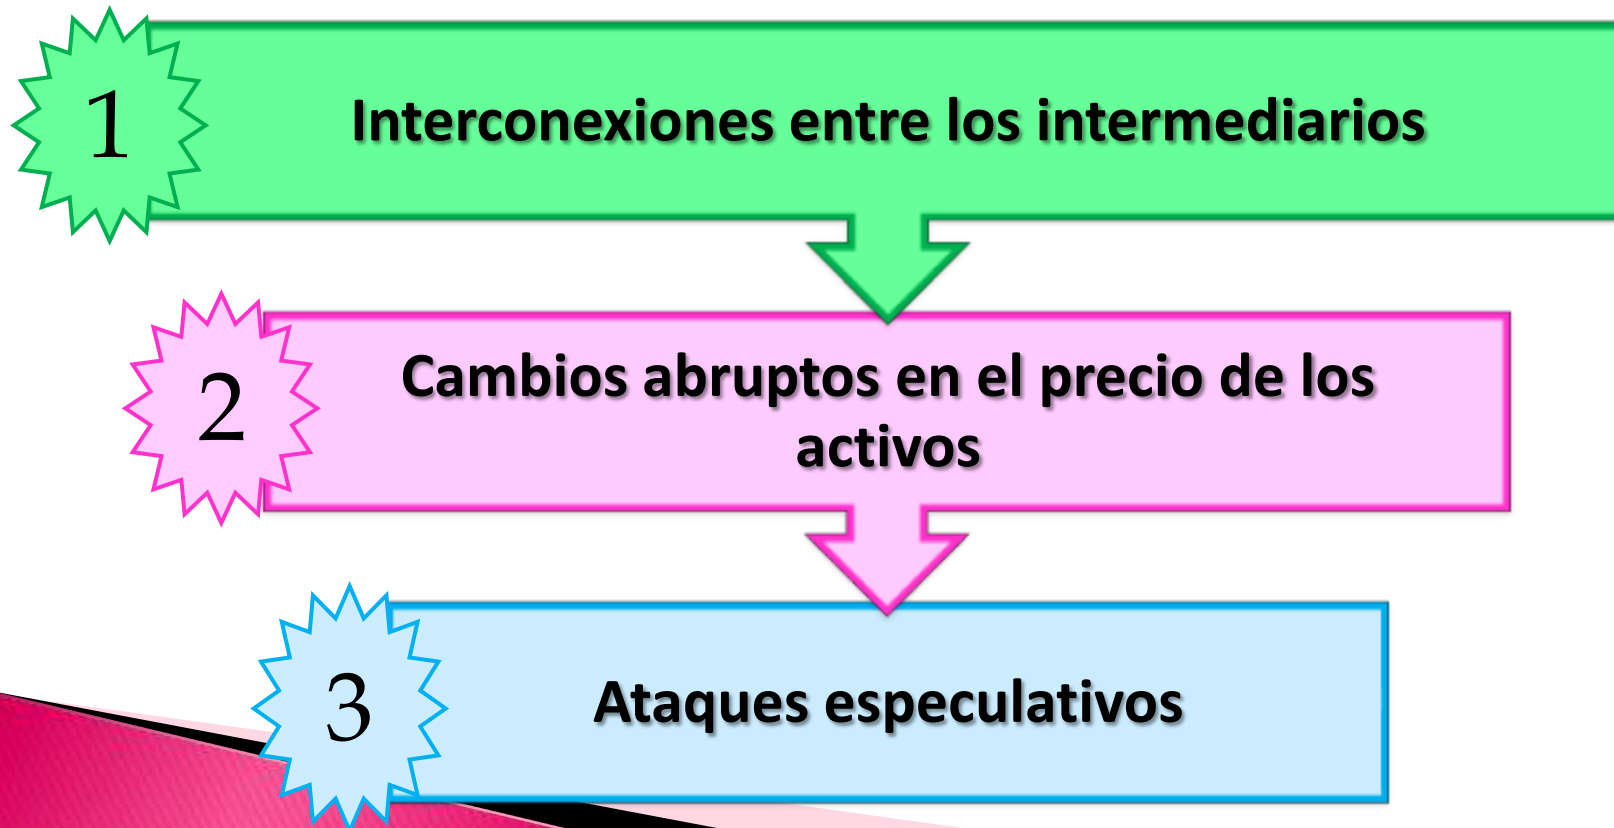 1
Interconexiones entre los intermediarios
2
Cambios abruptos en el precio de los
activos
3
Ataques especulativos